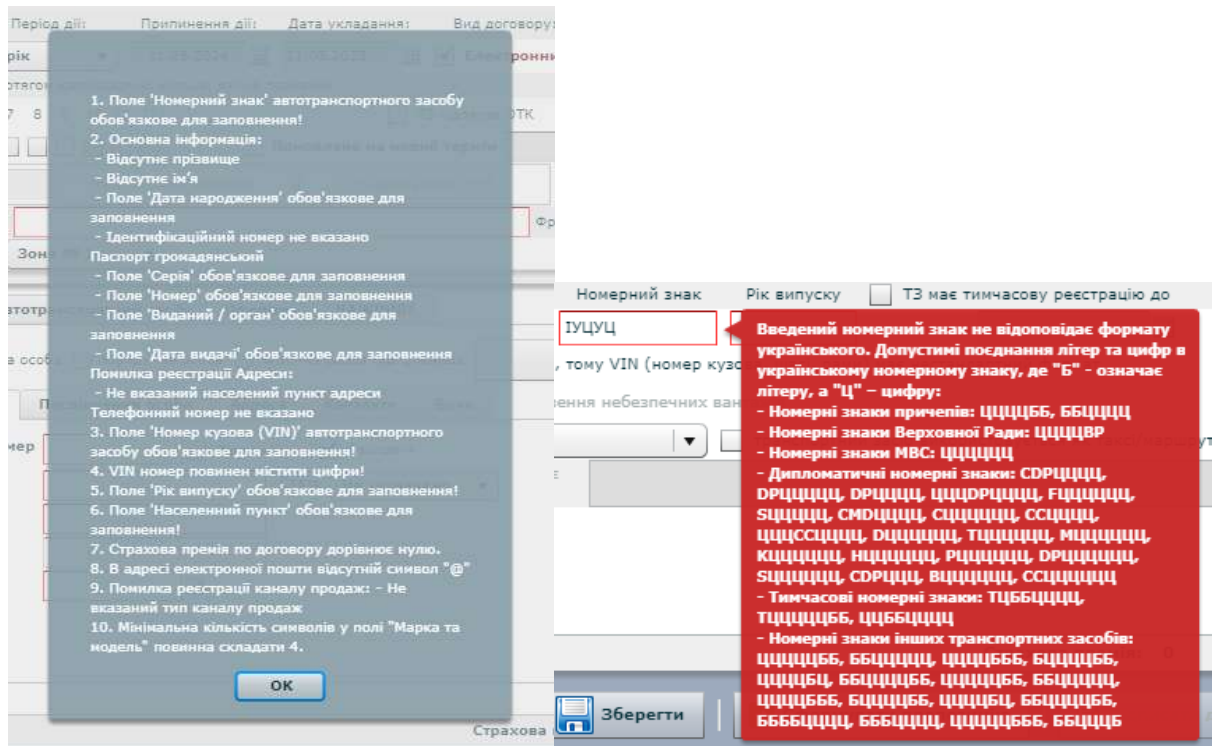 Період дії: Припинення дії: Дата укладання: Вид договору:
рік
1. Поле 'Номерний знак' автотранспортного засобу
обов'язкове для заповнення!
2. Основна інформація:
- Відсутнє прізвище
- Відсутнє ім'я
- Поле 'Дата народження' обов'язкове для
заповнення
- Ідентифікаційний номер не вказано
Паспорт громадянський
- Поле 'Серія' обов'язкове для заповнення
- Поле 'Номер' обов'язкове для заповнення
- Поле 'Виданий / орган' обов'язкове для
заповнення
- Поле 'Дата видачі' обов'язкове для заповнення
Помилка реєстрації Адреси:
- Не вказаний населений пункт адреси
Телефонний номер не вказано
3. Поле 'Номер кузова (VIN)' автотранспортного
засобу обов'язкове для заповнення!
4. VIN номер повинен містити цифри!
5. Поле 'Рік випуску' обов'язкове для заповнення!
6. Поле 'Населенний пункт' обов'язкове для
заповнення!
7. Страхова премія по договору дорівнює нулю.
8. В адресі електронної пошти відсутній символ "@"
9. Помилка реєстрації каналу продаж: - Не
вказаний тип каналу продаж
10. Мінімальна кількість символів у полі "Марка та
модель" повинна складати 4.
OK
Страхова
Номерний знак Рік випуску ТЗ має тимчасову реєстрацію до
ІУЦУЦ
, тому VIN (номер кузо
ення небезпечних ван
Введений номерний знак не відоповідає формату
українського. Допустимі поєднання літер та цифр в
українському номерному знаку, де "Б" - означає
літеру, а "Ц" – цифру:
- Номерні знаки причепів: ЦЦЦЦББ, ББЦЦЦЦ
- Номерні знаки Верховної Ради: ЦЦЦЦВР
- Номерні знаки МВС: ЦЦЦЦЦЦ
- Дипломатичні номерні знаки: CDPЦЦЦЦ,
DPЦЦЦЦЦ, DPЦЦЦЦ, ЦЦЦDPЦЦЦЦ, FЦЦЦЦЦЦ,
SЦЦЦЦЦ, CMDЦЦЦЦ, CЦЦЦЦЦЦ, CCЦЦЦЦ,
ЦЦЦCCЦЦЦЦ, DЦЦЦЦЦЦ, TЦЦЦЦЦЦ, MЦЦЦЦЦЦ,
KЦЦЦЦЦЦ, HЦЦЦЦЦЦ, PЦЦЦЦЦЦ, DPЦЦЦЦЦЦ,
SЦЦЦЦЦЦ, CDPЦЦЦ, BЦЦЦЦЦЦ, CCЦЦЦЦЦЦ
- Тимчасові номерні знаки: ТЦББЦЦЦЦ,
ТЦЦЦЦЦББ, ЦЦББЦЦЦЦ
- Номерні знаки інших транспортних засобів:
ЦЦЦЦЦББ, ББЦЦЦЦЦ, ЦЦЦЦБББ, БЦЦЦЦББ,
ЦЦЦЦБЦ, ББЦЦЦЦББ, ЦЦЦЦЦББ, ББЦЦЦЦЦ,
ЦЦЦЦБББ, БЦЦЦЦББ, ЦЦЦЦБЦ, ББЦЦЦЦББ,
ББББЦЦЦЦ, БББЦЦЦЦ, ЦЦЦЦЦБББ, ББЦЦЦБ
Зберегти